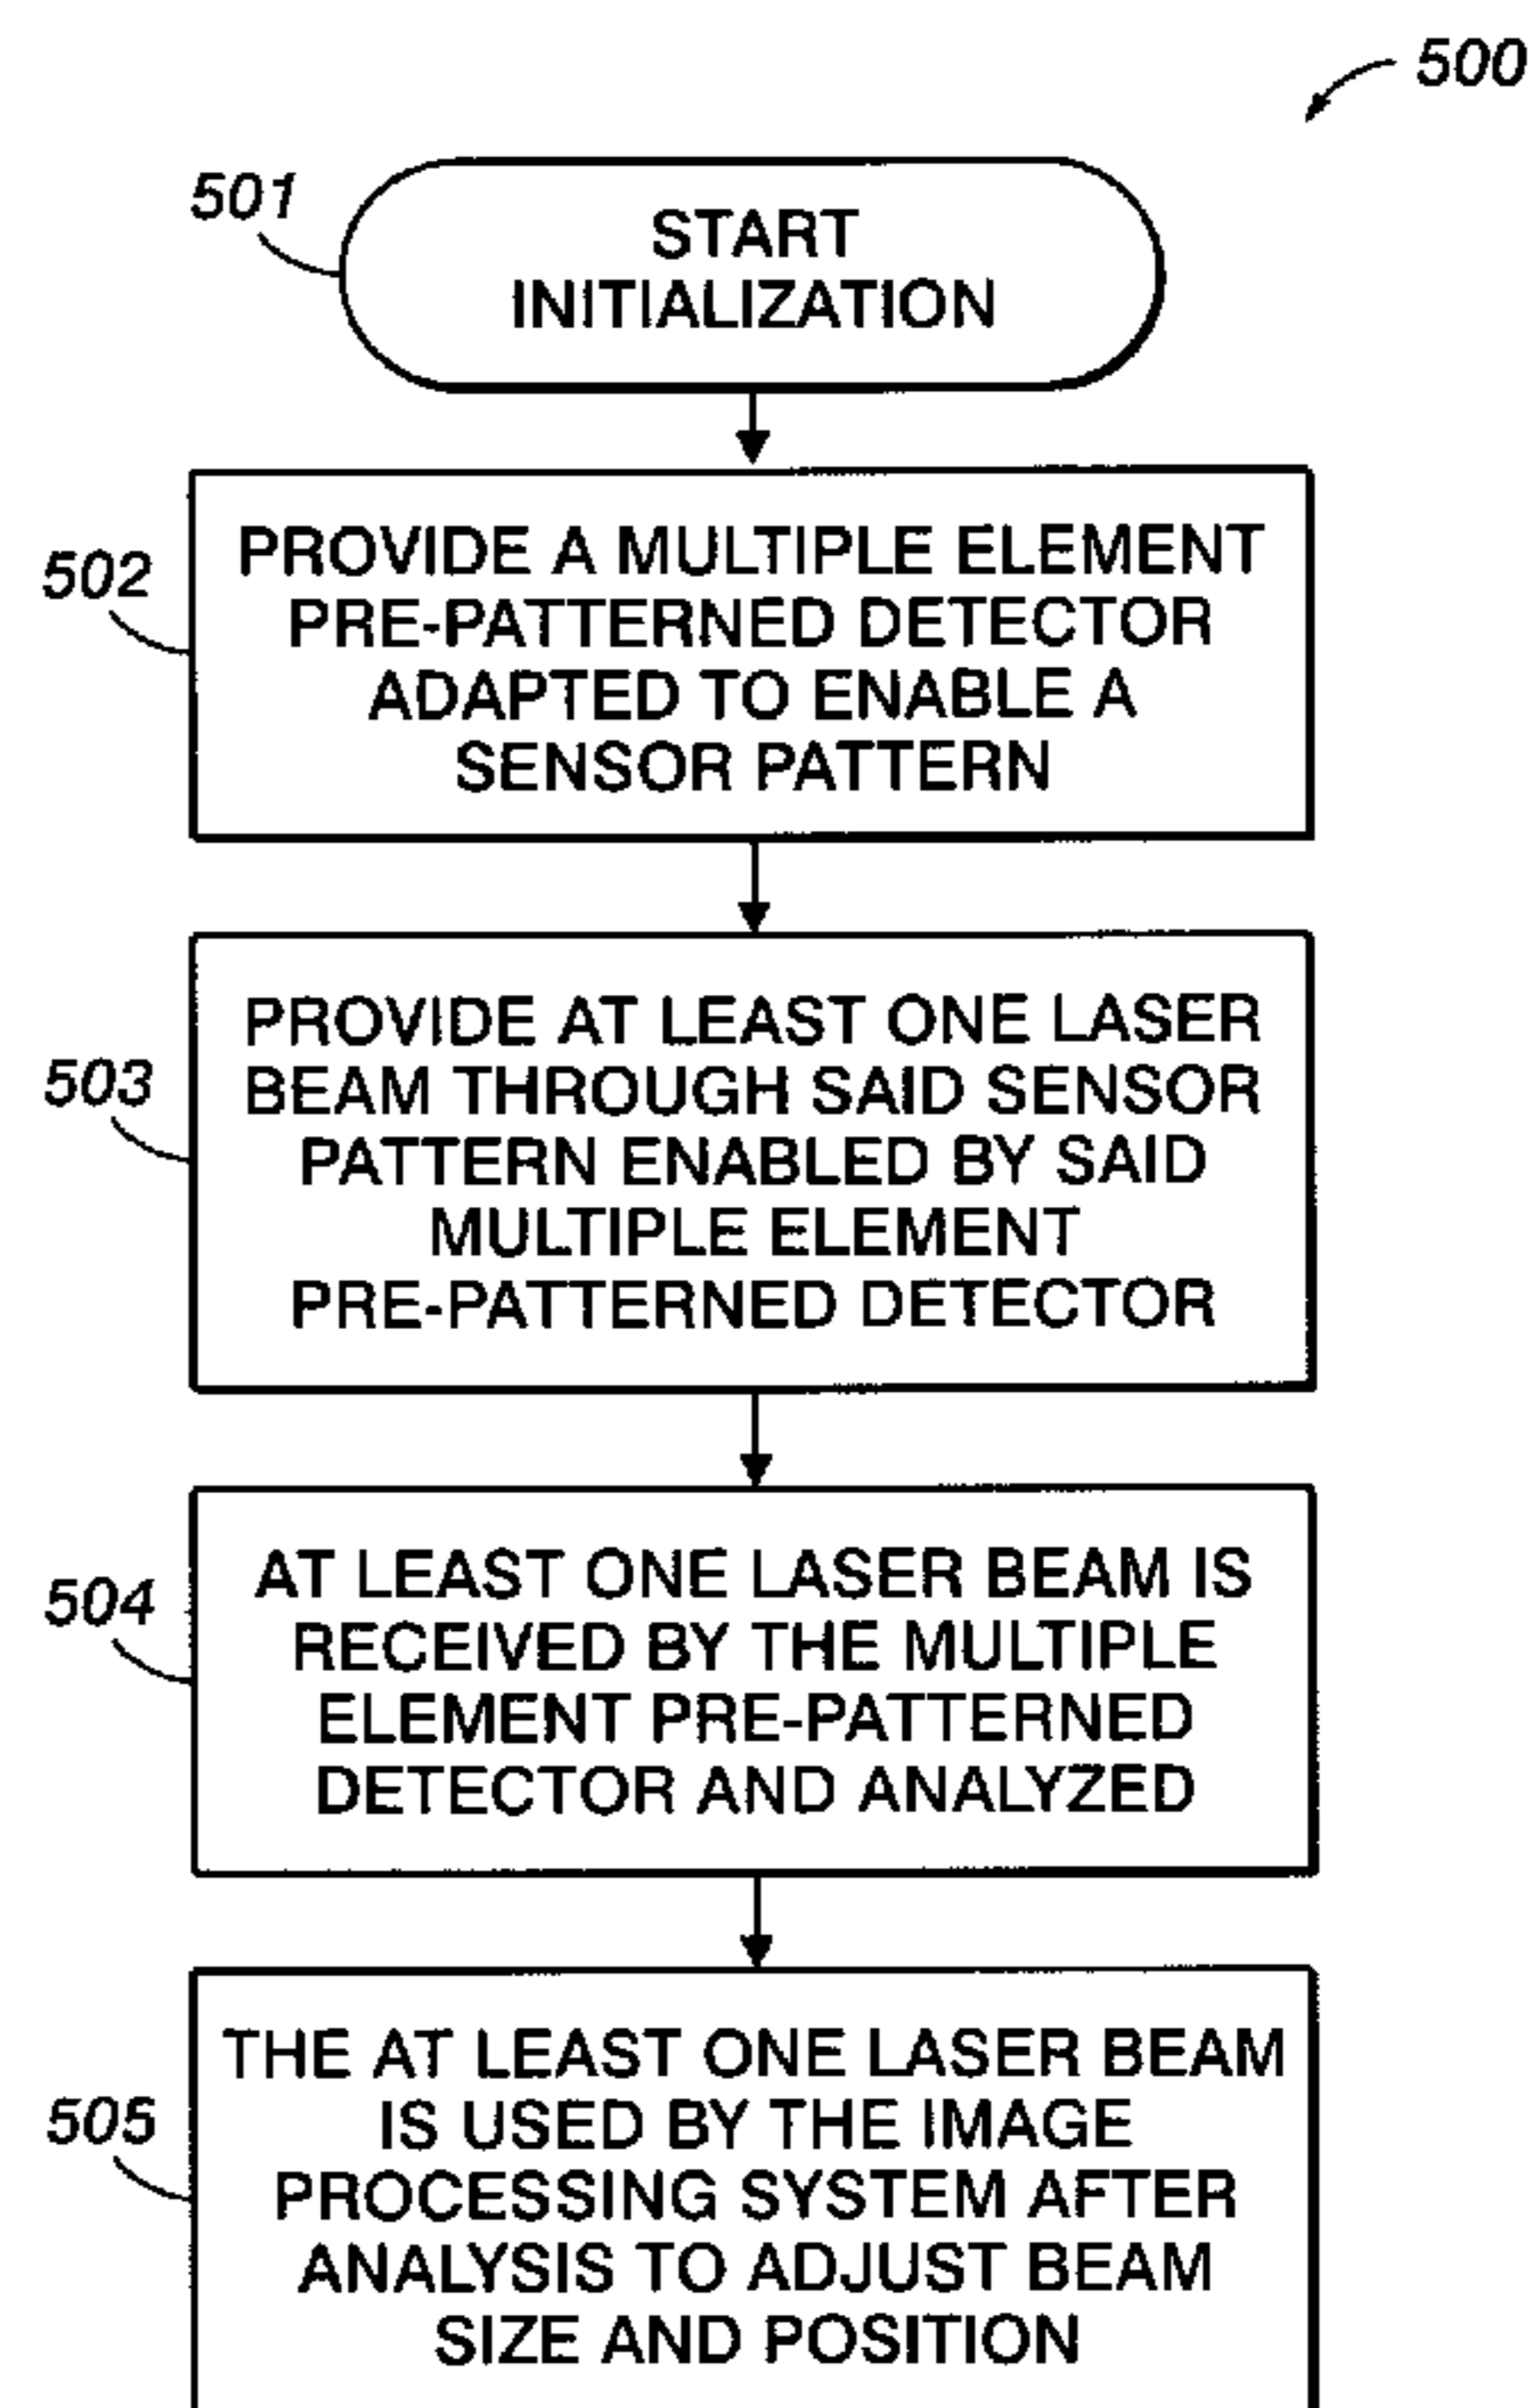 500
501
START
INITIALIZATION
502
PROVIDE A MULTIPLE ELEMENT
PRE-PATTERNED DETECTOR
ADAPTED TO ENABLE A
SENSOR PATTERN
503
PROVIDE AT LEAST ONE LASER
BEAM THROUGH SAID SENSOR
PATTERN ENABLED BY SAID
MULTIPLE ELEMENT
PRE-PATTERNED DETECTOR
504
AT LEAST ONE LASER BEAM IS
RECEIVED BY THE MULTIPLE
ELEMENT PRE-PATTERNED
DETECTOR AND ANALYZED
505
THE AT LEAST ONE LASER BEAM
IS USED BY THE IMAGE
PROCESSING SYSTEM AFTER
ANALYSIS TO ADJUST BEAM
SIZE AND POSITION